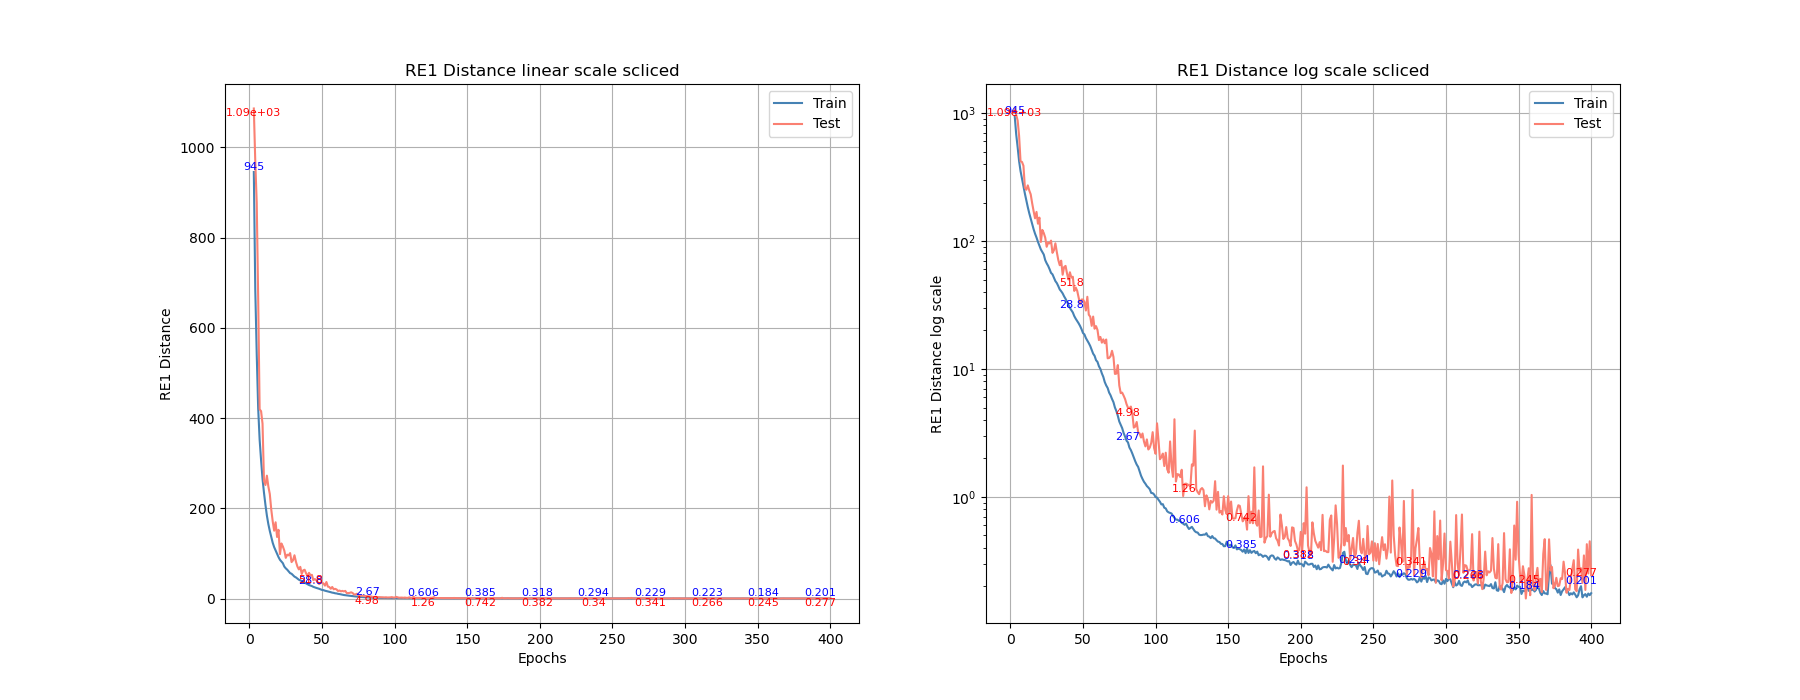 RE1 Distance linear scale scliced
RE1 Distance
1000
800
600
400
200
0
1.09e+03
945
28.8
2.67 0.606 0.385 0.318 0.294 0.229 0.223 0.184 0.201
4.98 1.26 0.742 0.382 0.34 0.341 0.266 0.245 0.277
Train
Test
0 50 100 150 200 250 300 350 400
Epochs
RE1 Distance log scale scliced
RE1 Distance log scale
10³
10²
10¹
10⁰
945
1.09e+03
51.8
28.8
4.98
2.67
1.26
0.606
0.742
0.385
0.318
0.294
0.341
0.229
0.223
0.245
0.184
0.277
0.201
Train
Test
0 50 100 150 200 250 300 350 400
Epochs